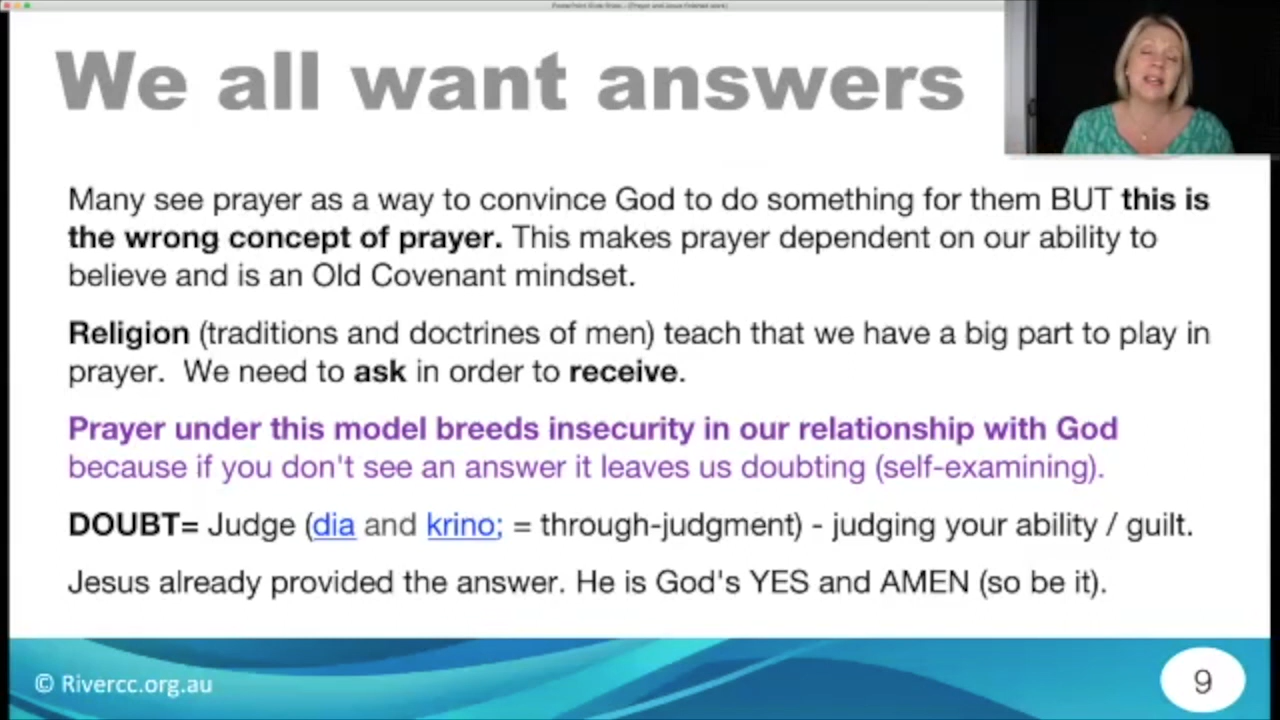 We all want answers
Many see prayer as a way to convince God to do something for them BUT this is
the wrong concept of prayer. This makes prayer dependent on our ability to
believe and is an Old Covenant mindset.
Religion (traditions and doctrines of men) teach that we have a big part to play in
prayer.  We need to ask in order to receive.
Prayer under this model breeds insecurity in our relationship with God
because if you don't see an answer it leaves us doubting (self-examining).
DOUBT= Judge (dia and krino; = through-judgment) - judging your ability / guilt.
Jesus already provided the answer. He is God's YES and AMEN (so be it).
© Rivercc.org.au
9